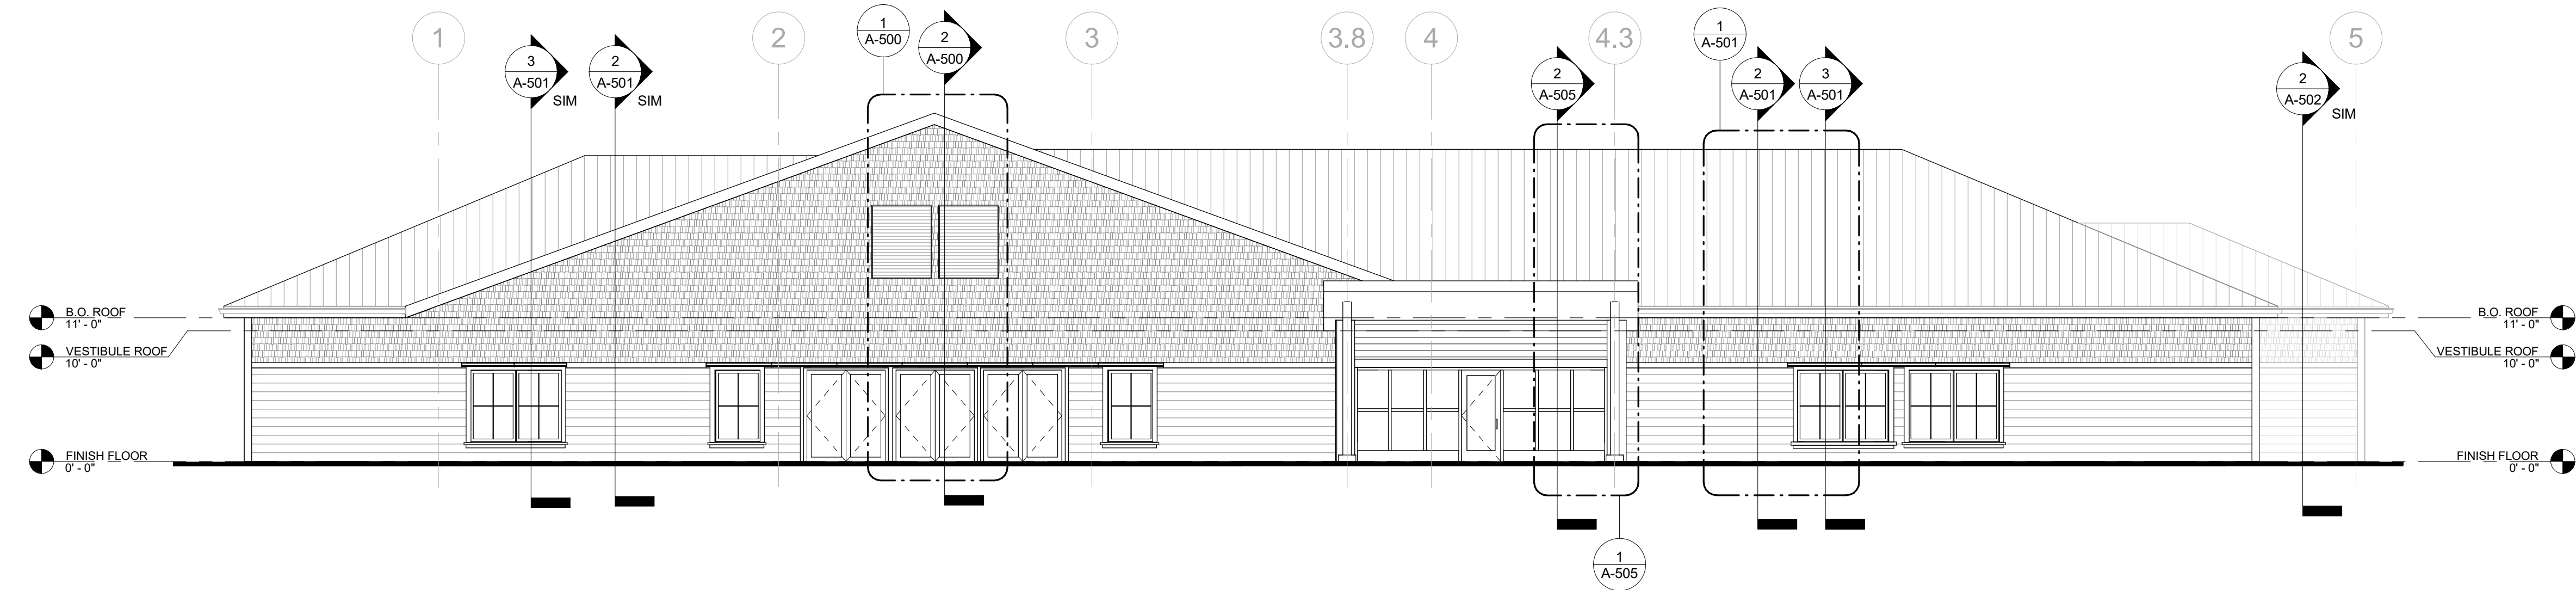 1
2
3
3.8
4
4.3
5
1
A-500
2
A-500
3
A-501
SIM
2
A-501
SIM
2
A-505
1
A-501
2
A-501
3
A-501
2
A-502
SIM
B.O. ROOF
11' - 0"
VESTIBULE ROOF
10' - 0"
FINISH FLOOR
0' - 0"
B.O. ROOF
11' - 0"
VESTIBULE ROOF
10' - 0"
FINISH FLOOR
0' - 0"
1
A-505